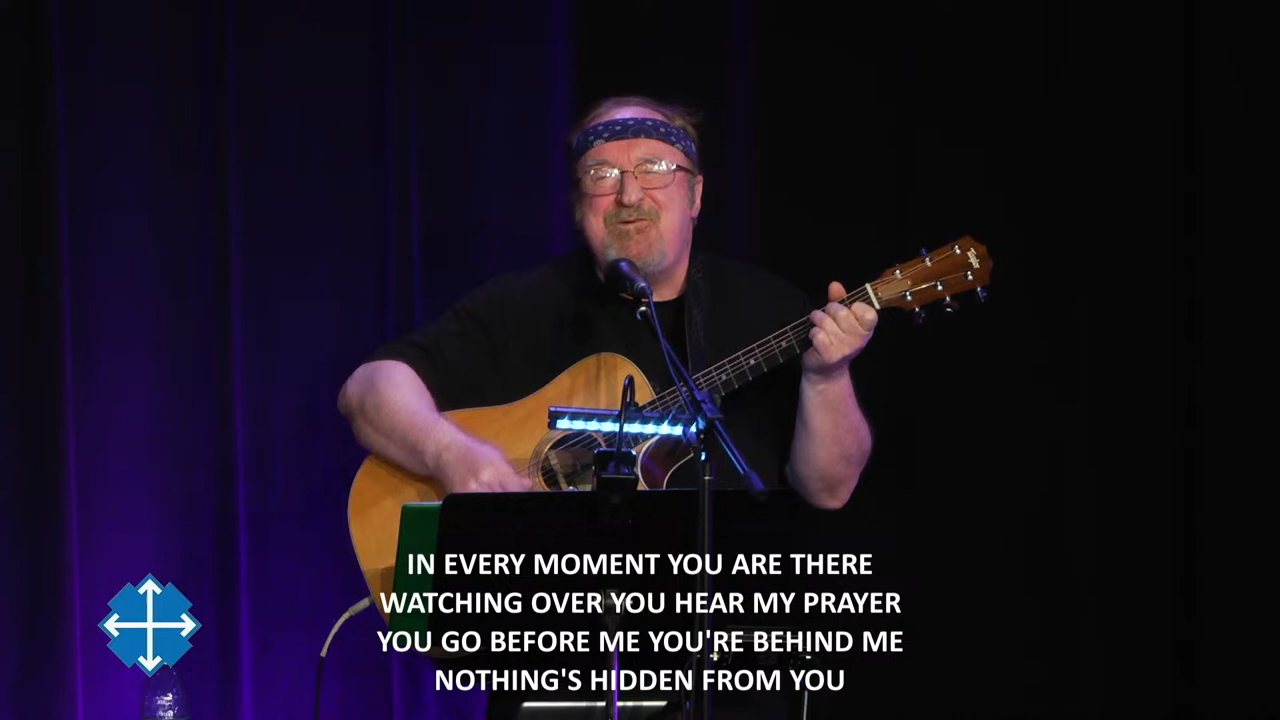 Taylor
IN EVERY MOMENT YOU ARE THERE
WATCHING OVER YOU HEAR MY PRAYER
YOU GO BEFORE ME YOU'RE BEHIND ME
NOTHING'S HIDDEN FROM YOU